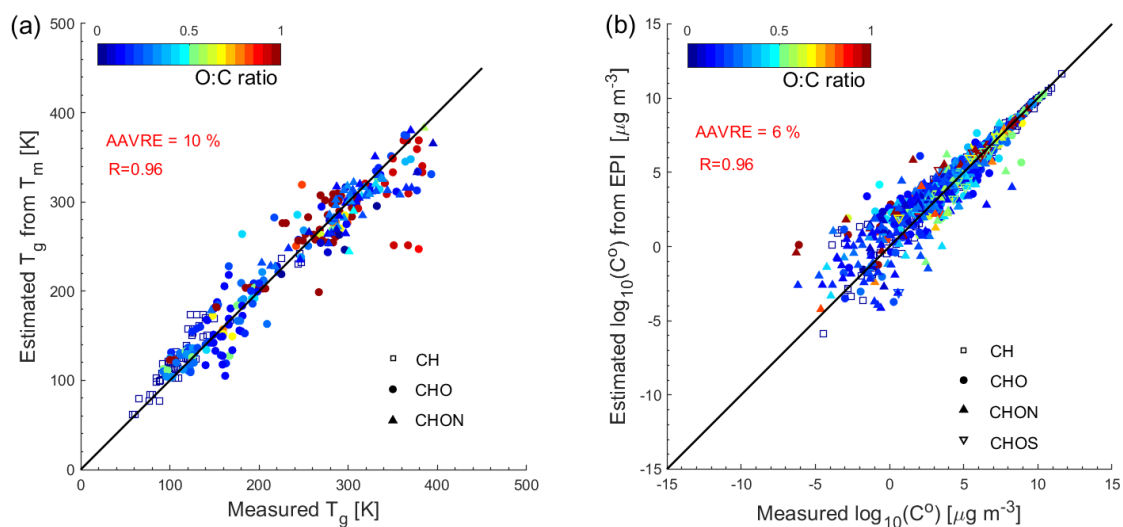 (a)
500
400
300
200
100
0
0
100
200
300
400
500
Estimated T_g from T_m [K]
Measured T_g [K]
0
0.5
1
O:C ratio
AAVRE = 10 %
R=0.96
CH
CHO
CHON
(b)
15
10
5
0
-5
-10
-15
-15
-10
-5
0
5
10
15
Estimated log₁₀(Cᵒ) from EPI [μg m⁻³]
Measured log₁₀(Cᵒ) [μg m⁻³]
0
0.5
1
O:C ratio
AAVRE = 6 %
R=0.96
CH
CHO
CHON
CHOS